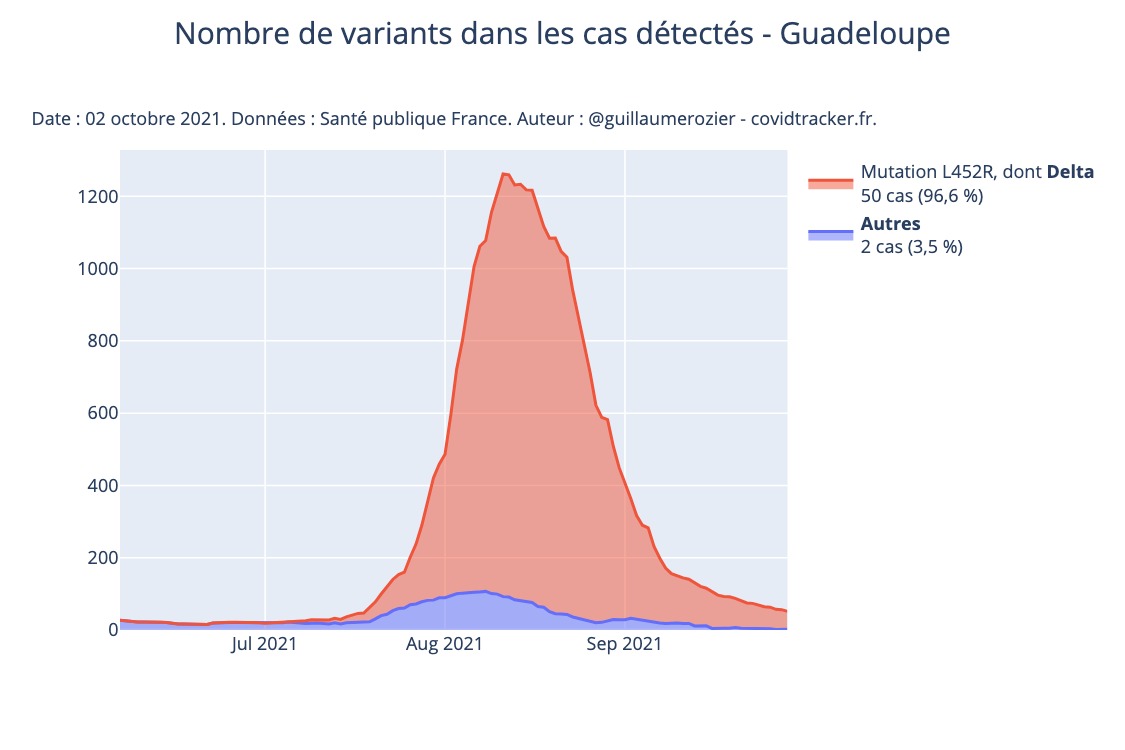 Nombre de variants dans les cas détectés - Guadeloupe
Date : 02 octobre 2021. Données : Santé publique France. Auteur : @guillaumerozier - covidtracker.fr.
Mutation L452R, dont Delta
50 cas (96,6 %)
Autres
2 cas (3,5 %)
1200
1000
800
600
400
200
0
Jul 2021
Aug 2021
Sep 2021